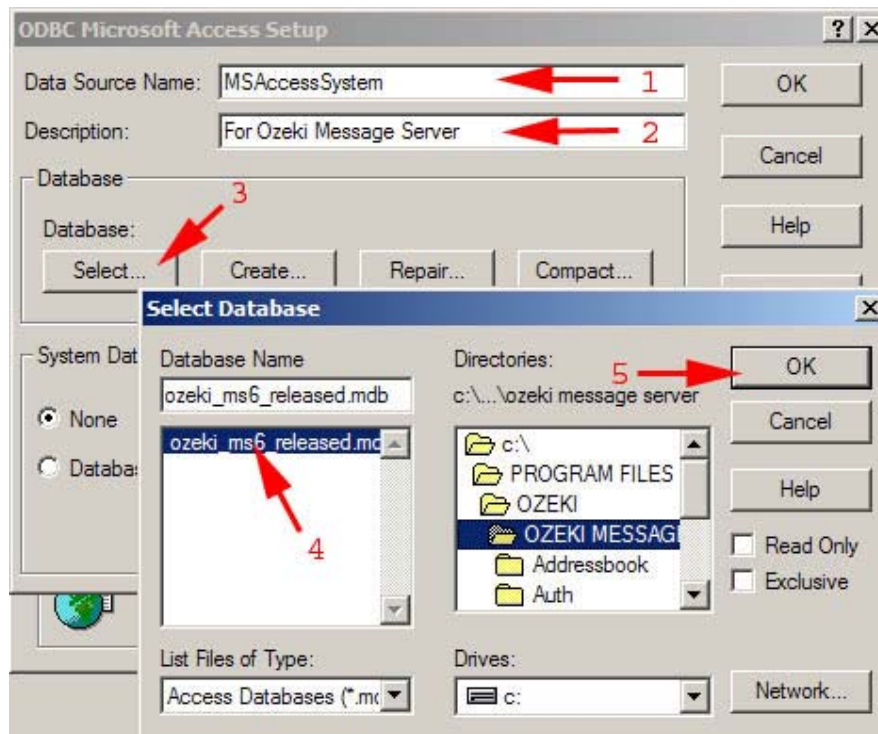 ODBC Microsoft Access Setup
Data Source Name: MSAccessSystem 1 OK
Description: For Ozeki Message Server 2
Cancel
Database
3
Database:
Help
Select... Create... Repair... Compact...
Select Database
System Dat
None
Databa
Database Name
ozeki_ms6_released.mdb
ozeki_ms6_released.mc
4
List Files of Type:
Access Databases (*.mc
Directories: 5
c:\...\ozeki message server
c:\
PROGRAM FILES
OZEKI
OZEKI MESSAG
Addressbook
Auth
Drives:
c:
OK
Cancel
Help
Read Only
Exclusive
Network...